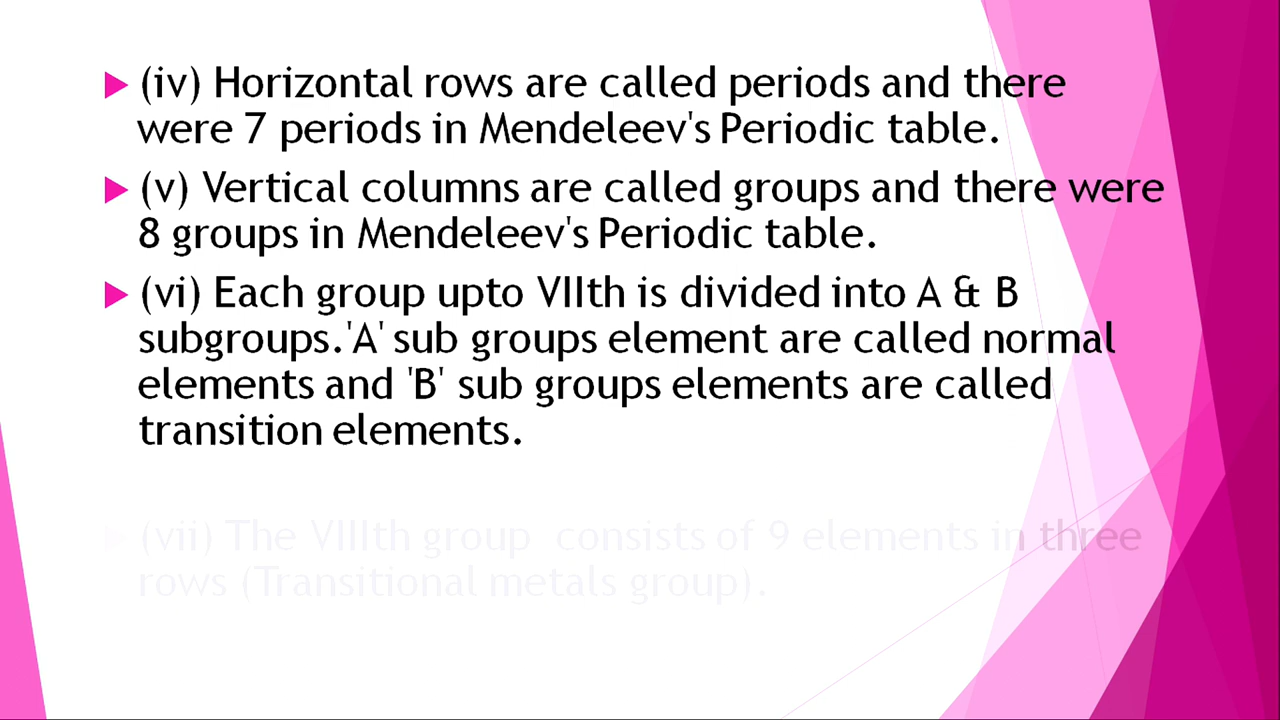 (iv) Horizontal rows are called periods and there
were 7 periods in Mendeleev's Periodic table.
(v) Vertical columns are called groups and there were
8 groups in Mendeleev's Periodic table.
(vi) Each group upto VIIth is divided into A & B
subgroups.'A' sub groups element are called normal
elements and 'B' sub groups elements are called
transition elements.
(vii) The VIIIth group consists of 9 elements in three
rows (Transitional metals group).